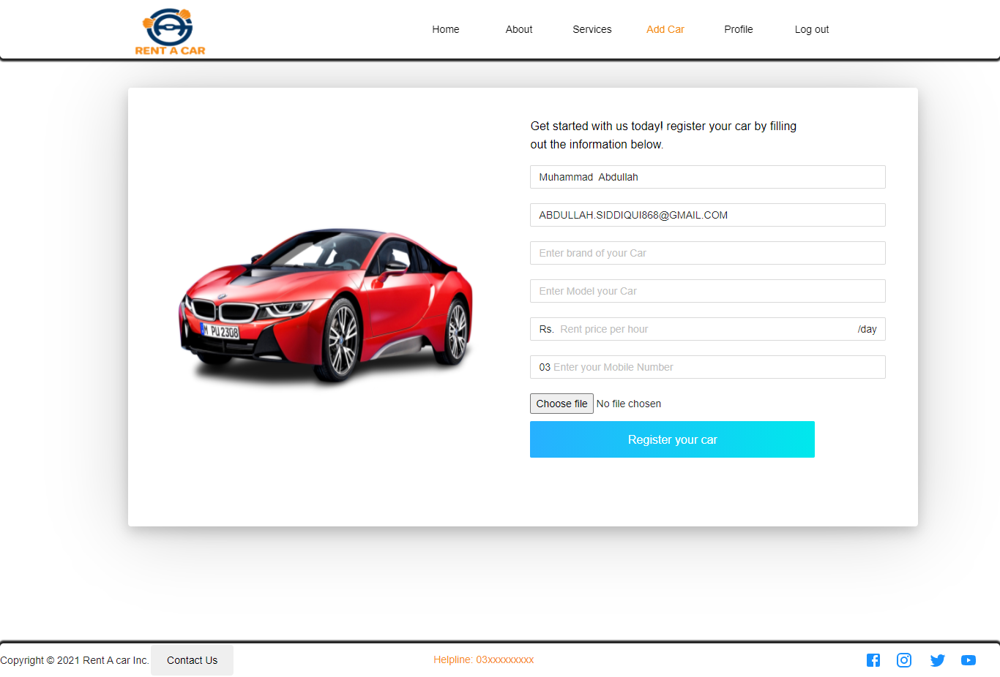 RENT A CAR
Home About Services Add Car Profile Log out
Get started with us today! register your car by filling
out the information below.
Muhammad  Abdullah
ABDULLAH.SIDDIQUI868@GMAIL.COM
Enter brand of your Car
Enter Model your Car
Rs. Rent price per hour /day
03 Enter your Mobile Number
Choose file No file chosen
Register your car
M PU2308
Copyright © 2021 Rent A car Inc. Contact Us Helpline: 03xxxxxxxxx